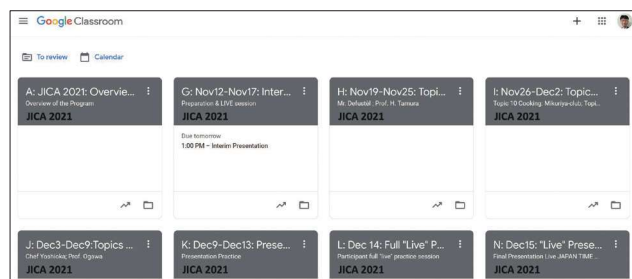 Google Classroom
To review Calendar
A: JICA 2021: Overvie...
Overview of the Program
JICA 2021
G: Nov12-Nov17: Inter...
Preparation & LIVE session
JICA 2021
Due tomorrow
1:00 PM – Interim Presentation
H: Nov19-Nov25: Topi...
Prof. H. Tamura
JICA 2021
I: Nov26-Dec2: Topic...
Topic 10 Cooking: Mikuriya-club; Topi...
JICA 2021
J: Dec3-Dec9:Topics ...
Chef Yoshioka; Prof. Ogawa
JICA 2021
K: Dec9-Dec13: Prese...
Presentation Practice
JICA 2021
L: Dec 14: Full "Live" P...
Participant full "live" practice session
JICA 2021
N: Dec15: "Live" Prese...
Final Presentation Live JAPAN TIME ...
JICA 2021